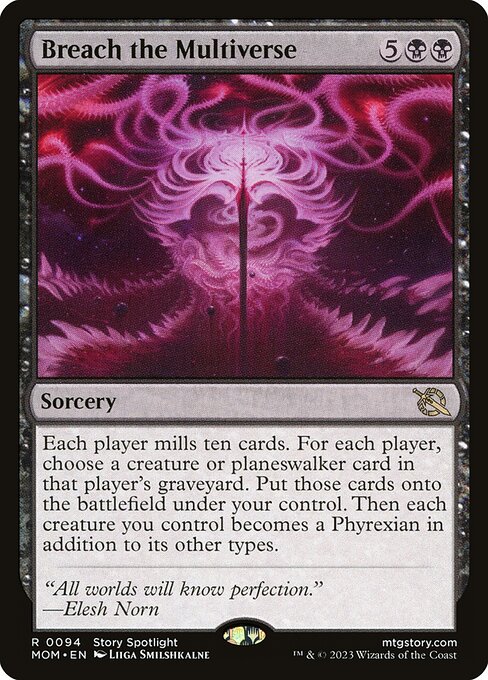 Breach the Multiverse 5
Sorcery
Each player mills ten cards. For each player,
choose a creature or planeswalker card in
that player's graveyard. Put those cards onto
the battlefield under your control. Then each
creature you control becomes a Phyrexian in
addition to its other types.
“All worlds will know perfection.”
—Elesh Norn
R 0094 Story Spotlight
mtgstory.com
MOM • EN Liiga Smilshkalne
™ & © 2023 Wizards of the Coast